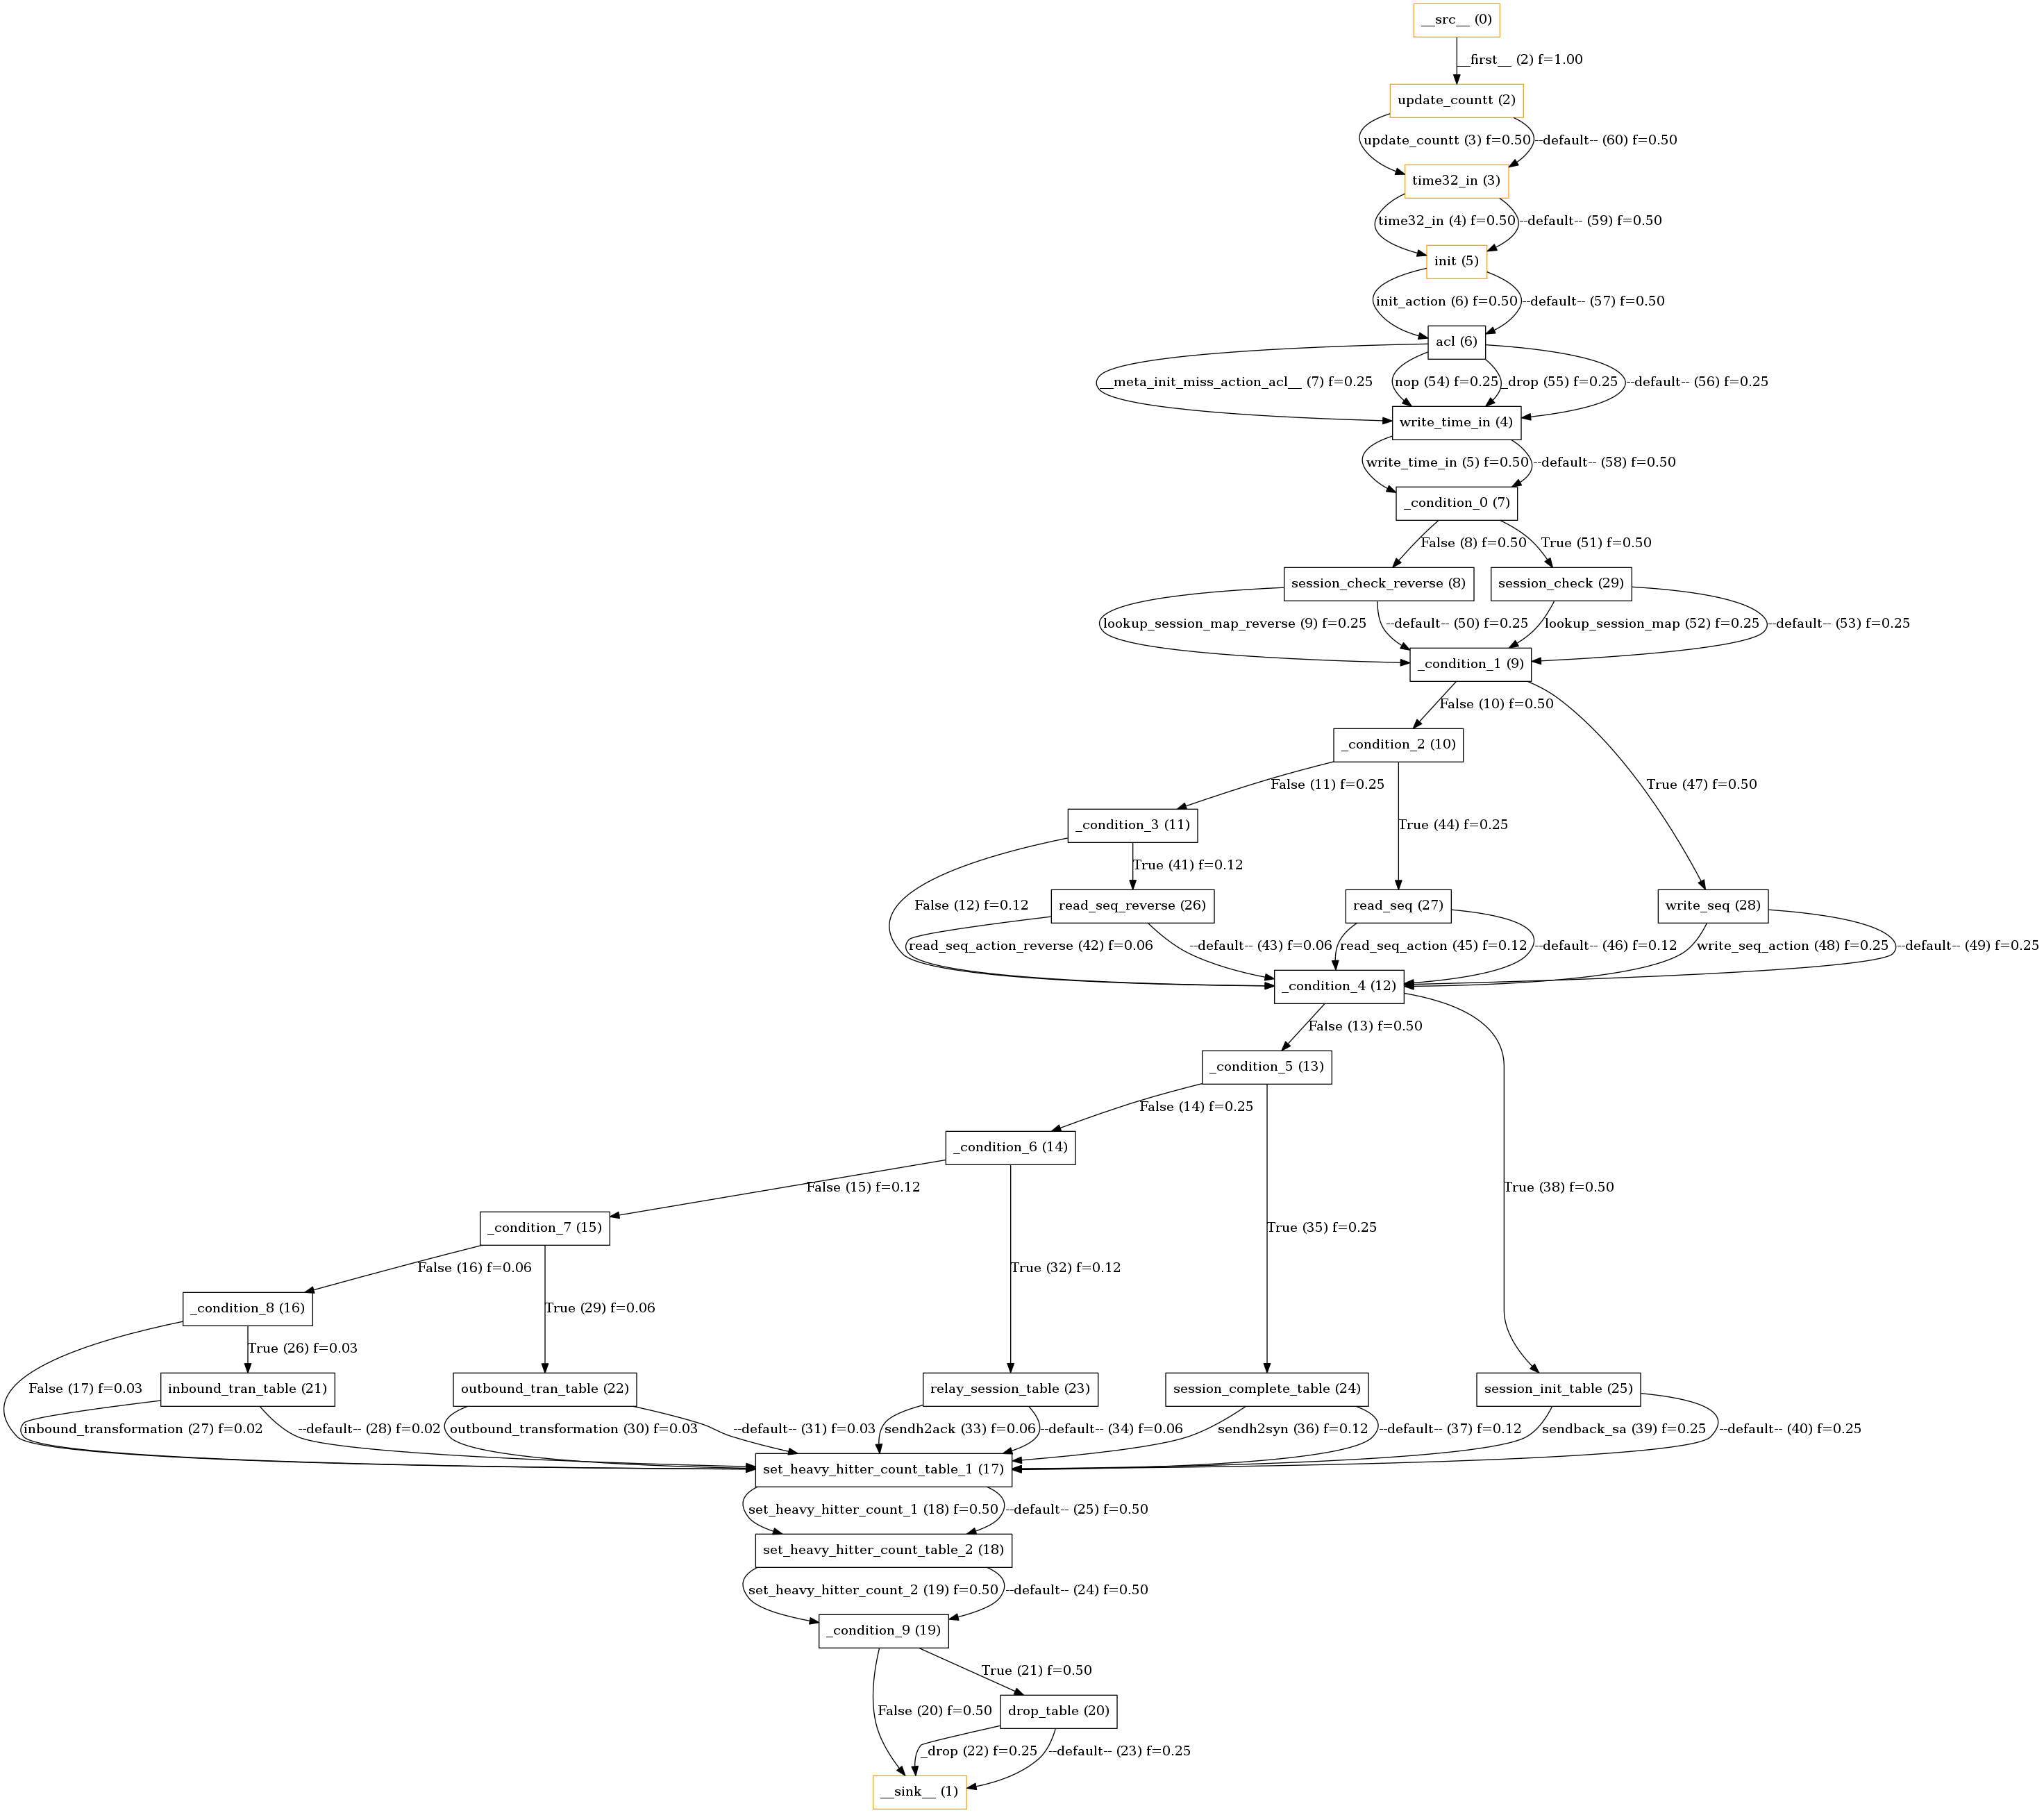 __src__ (0)
__first__ (2) f=1.00
update_countt (2)
update_countt (3) f=0.50
--default-- (60) f=0.50
time32_in (3)
time32_in (4) f=0.50
--default-- (59) f=0.50
init (5)
init_action (6) f=0.50
--default-- (57) f=0.50
acl (6)
__meta_init_miss_action_acl__ (7) f=0.25
nop (54) f=0.25
_drop (55) f=0.25
--default-- (56) f=0.25
write_time_in (4)
write_time_in (5) f=0.50
--default-- (58) f=0.50
_condition_0 (7)
False (8) f=0.50
True (51) f=0.50
session_check_reverse (8)
session_check (29)
lookup_session_map_reverse (9) f=0.25
--default-- (50) f=0.25
lookup_session_map (52) f=0.25
--default-- (53) f=0.25
_condition_1 (9)
False (10) f=0.50
_condition_2 (10)
False (11) f=0.25
True (47) f=0.50
_condition_3 (11)
True (44) f=0.25
True (41) f=0.12
False (12) f=0.12
read_seq_reverse (26)
read_seq (27)
write_seq (28)
read_seq_action_reverse (42) f=0.06
--default-- (43) f=0.06
read_seq_action (45) f=0.12
--default-- (46) f=0.12
write_seq_action (48) f=0.25
--default-- (49) f=0.25
_condition_4 (12)
False (13) f=0.50
_condition_5 (13)
False (14) f=0.25
_condition_6 (14)
False (15) f=0.12
True (38) f=0.50
_condition_7 (15)
True (35) f=0.25
False (16) f=0.06
True (32) f=0.12
_condition_8 (16)
True (29) f=0.06
True (26) f=0.03
False (17) f=0.03
inbound_tran_table (21)
outbound_tran_table (22)
relay_session_table (23)
session_complete_table (24)
session_init_table (25)
inbound_transformation (27) f=0.02
--default-- (28) f=0.02
outbound_transformation (30) f=0.03
--default-- (31) f=0.03
sendh2ack (33) f=0.06
--default-- (34) f=0.06
sendh2syn (36) f=0.12
--default-- (37) f=0.12
sendback_sa (39) f=0.25
--default-- (40) f=0.25
set_heavy_hitter_count_table_1 (17)
set_heavy_hitter_count_1 (18) f=0.50
--default-- (25) f=0.50
set_heavy_hitter_count_table_2 (18)
set_heavy_hitter_count_2 (19) f=0.50
--default-- (24) f=0.50
_condition_9 (19)
True (21) f=0.50
False (20) f=0.50
drop_table (20)
_drop (22) f=0.25
--default-- (23) f=0.25
__sink__ (1)